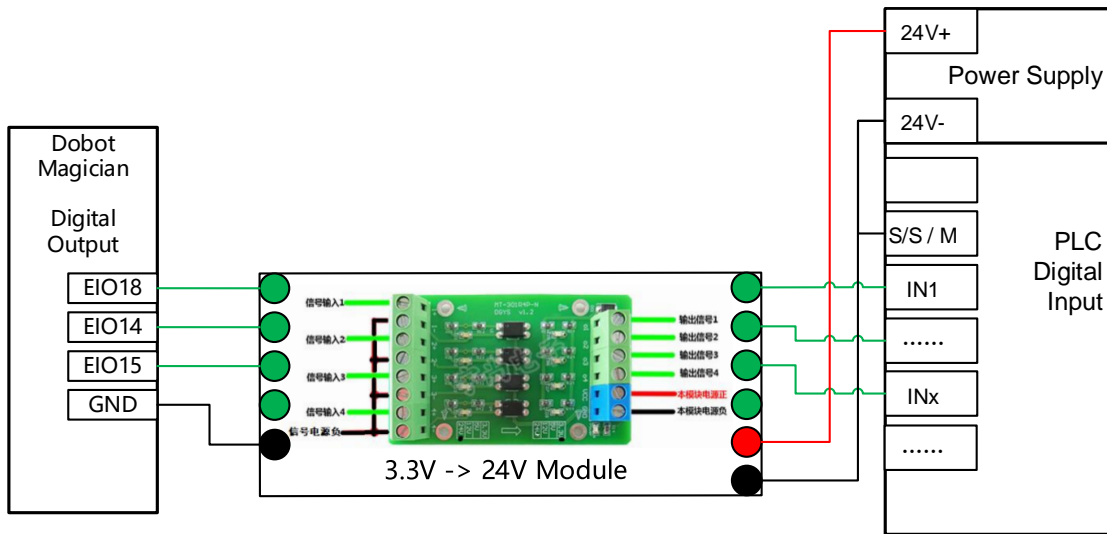 Dobot
Magician
Digital
Output
EIO18
EIO14
EIO15
GND
信号输入1
信号输入2
信号输入3
信号输入4
信号电源负
输出信号1
输出信号2
输出信号3
输出信号4
本模块电源正
本模块电源负
VCC
3.3V -> 24V Module
24V+
Power Supply
24V-
S/S / M
PLC
Digital
Input
IN1
......
INx
......